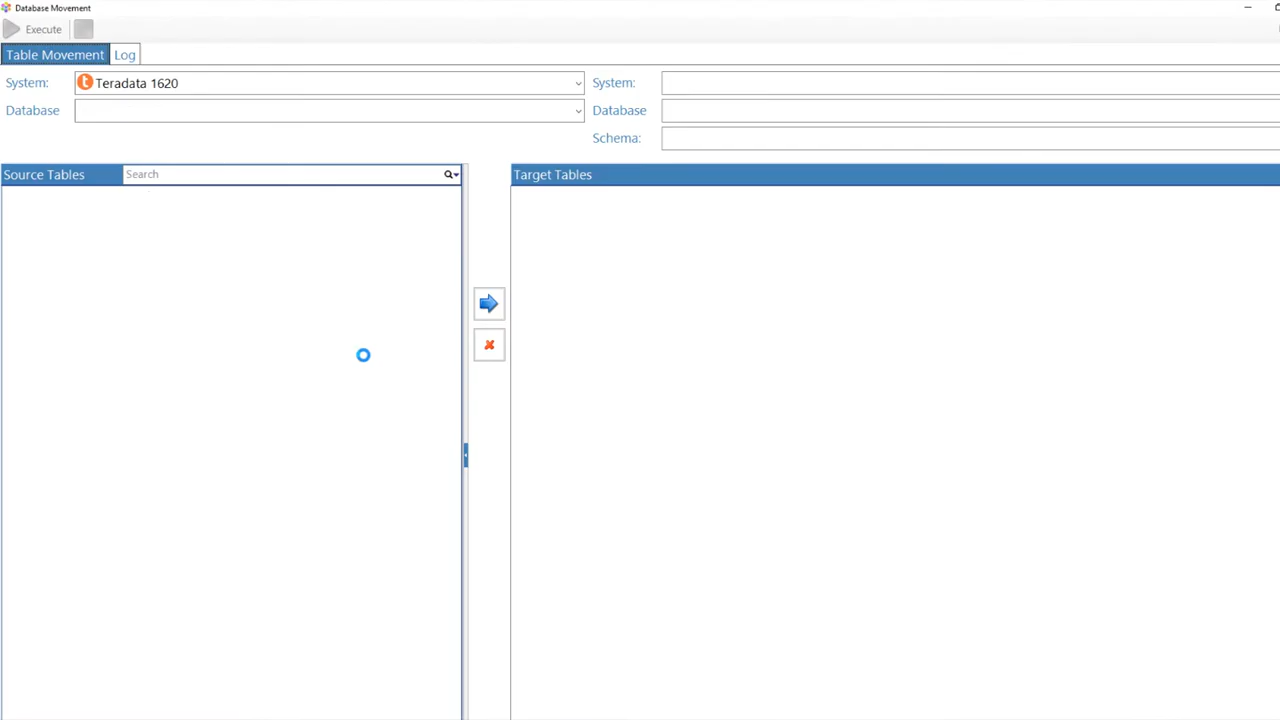 Database Movement
Execute
Table Movement Log
System: Teradata 1620 System:
Database Database
Schema:
Source Tables Search Target Tables